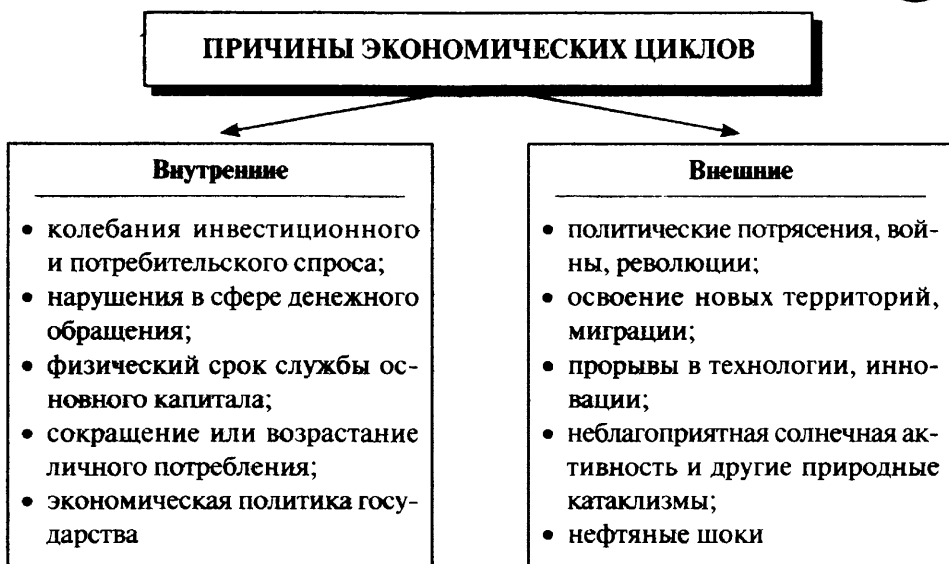 ПРИЧИНЫ ЭКОНОМИЧЕСКИХ ЦИКЛОВ
Внутренние
• колебания инвестиционного
и потребительского спроса;
• нарушения в сфере денежного
обращения;
• физический срок службы ос-
новного капитала;
• сокращение или возрастание
личного потребления;
• экономическая политика госу-
дарства
Внешние
• политические потрясения, вой-
ны, революции;
• освоение новых территорий,
миграции;
• прорывы в технологии, инно-
вации;
• неблагоприятная солнечная ак-
тивность и другие природные
катаклизмы;
• нефтяные шоки